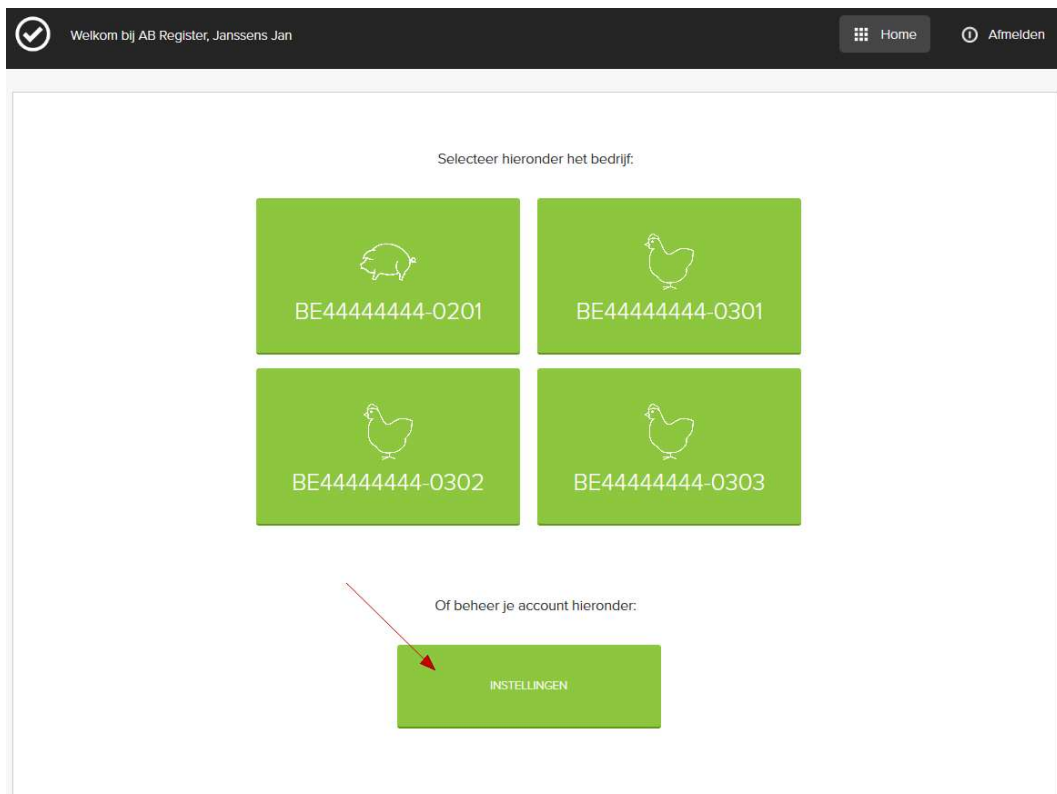 Welkom bij AB Register, Janssens Jan
Home
Afmelden
Selecteer hieronder het bedrijf:
BE44444444-0201
BE44444444-0301
BE44444444-0302
BE44444444-0303
Of beheer je account hieronder:
INSTELLINGEN